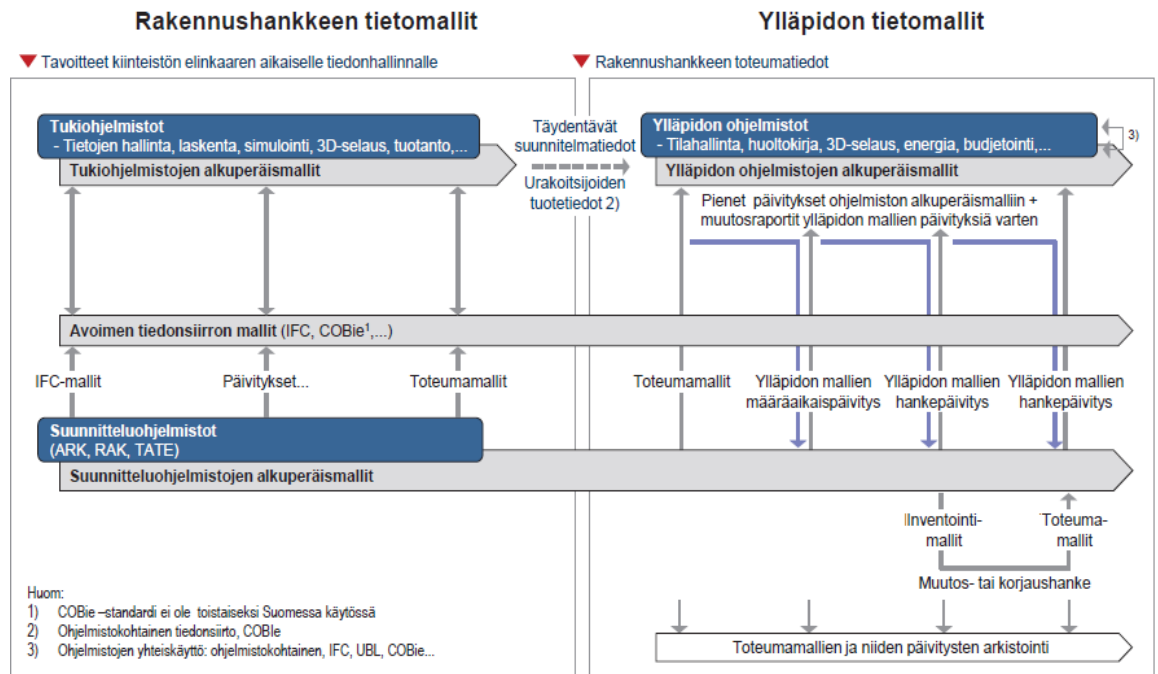 Rakennushankkeen tietomallit
Ylläpidon tietomallit
Tavoitteet kiinteistön elinkaaren aikaiselle tiedonhallinnalle
Rakennushankkeen toteumatiedot
Tukiohjelmistot
- Tietojen hallinta, laskenta, simulointi, 3D-selaus, tuotanto,...
Tukiohjelmistojen alkuperäismallit
Täydentävät
suunnitelmatiedot
Urakoitsijoiden
tuotetiedot 2)
Ylläpidon ohjelmistot
- Tilahallinta, huoltokirja, 3D-selaus, energia, budjetointi,...
3)
Ylläpidon ohjelmistojen alkuperäismallit
Pienet päivitykset ohjelmiston alkuperäismalliin +
muutosraportit ylläpidon mallien päivityksiä varten
Avoimen tiedonsiirron mallit (IFC, COBie¹,...)
IFC-mallit
Päivitykset...
Toteumamallit
Toteumamallit
Ylläpidon mallien
määräaikaispäivitys
Ylläpidon mallien
hankepäivitys
Ylläpidon mallien
hankepäivitys
Suunnitteluohjelmistot
(ARK, RAK, TATE)
Suunnitteluohjelmistojen alkuperäismallit
Inventointi-
mallit
Toteuma-
mallit
Muutos- tai korjaushanke
Huom:
1) COBie –standardi ei ole toistaiseksi Suomessa käytössä
2) Ohjelmistokohtainen tiedonsiirto, COBIe
3) Ohjelmistojen yhteiskäyttö: ohjelmistokohtainen, IFC, UBL, COBie...
Toteumamallien ja niiden päivitysten arkistointi